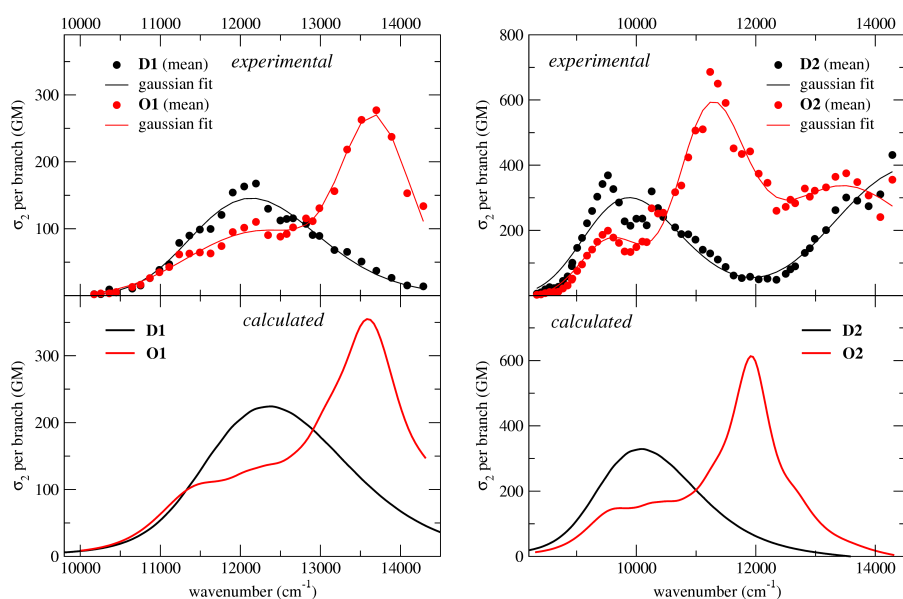 10000 11000 12000 13000 14000
10000 12000 14000
D1 (mean)
gaussian fit
O1 (mean)
gaussian fit
experimental
σ2 per branch (GM)
300
200
100
experimental
D2 (mean)
gaussian fit
O2 (mean)
gaussian fit
σ2 per branch (GM)
800
600
400
200
0
calculated
D1
O1
σ2 per branch (GM)
300
200
100
0
10000 11000 12000 13000 14000
wavenumber (cm-1)
calculated
D2
O2
σ2 per branch (GM)
600
400
200
0
10000 12000 14000
wavenumber (cm-1)